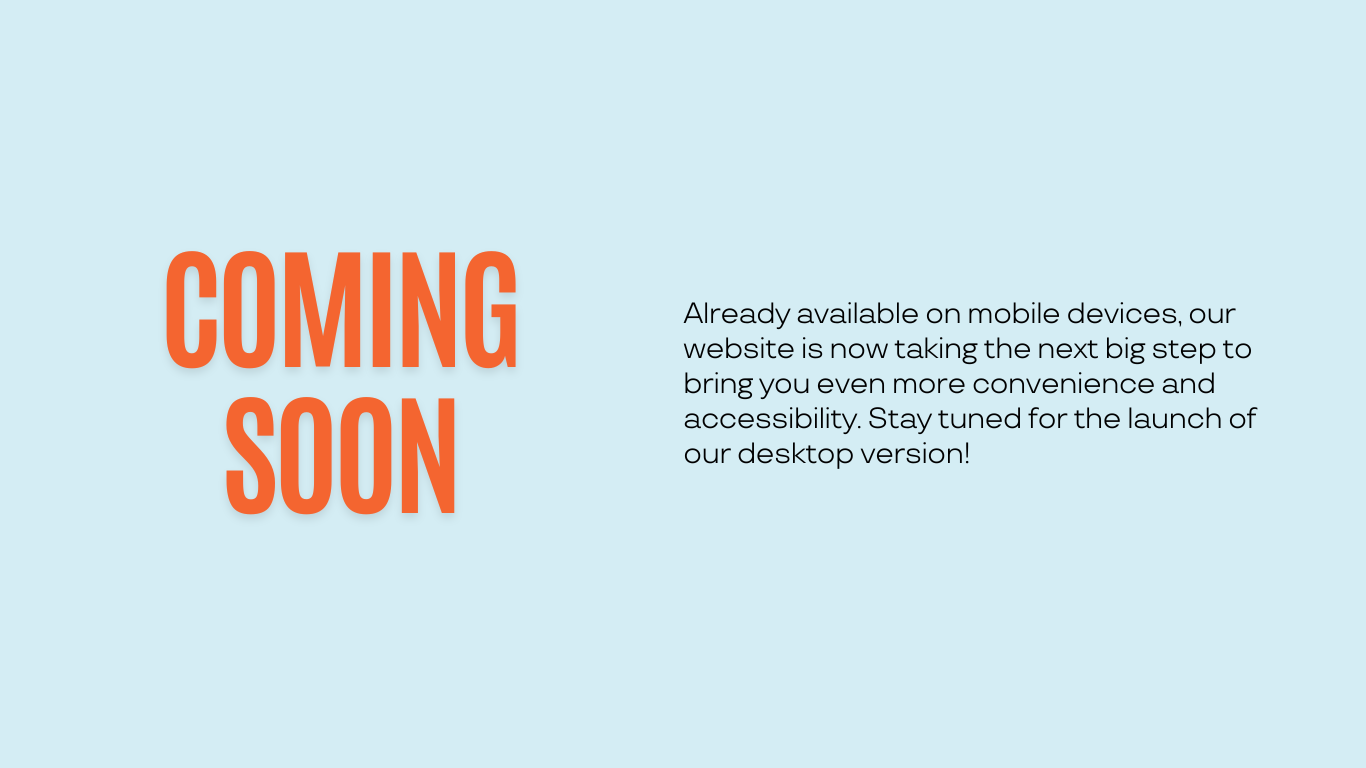 COMING
SOON
Already available on mobile devices, our
website is now taking the next big step to
bring you even more convenience and
accessibility. Stay tuned for the launch of
our desktop version!